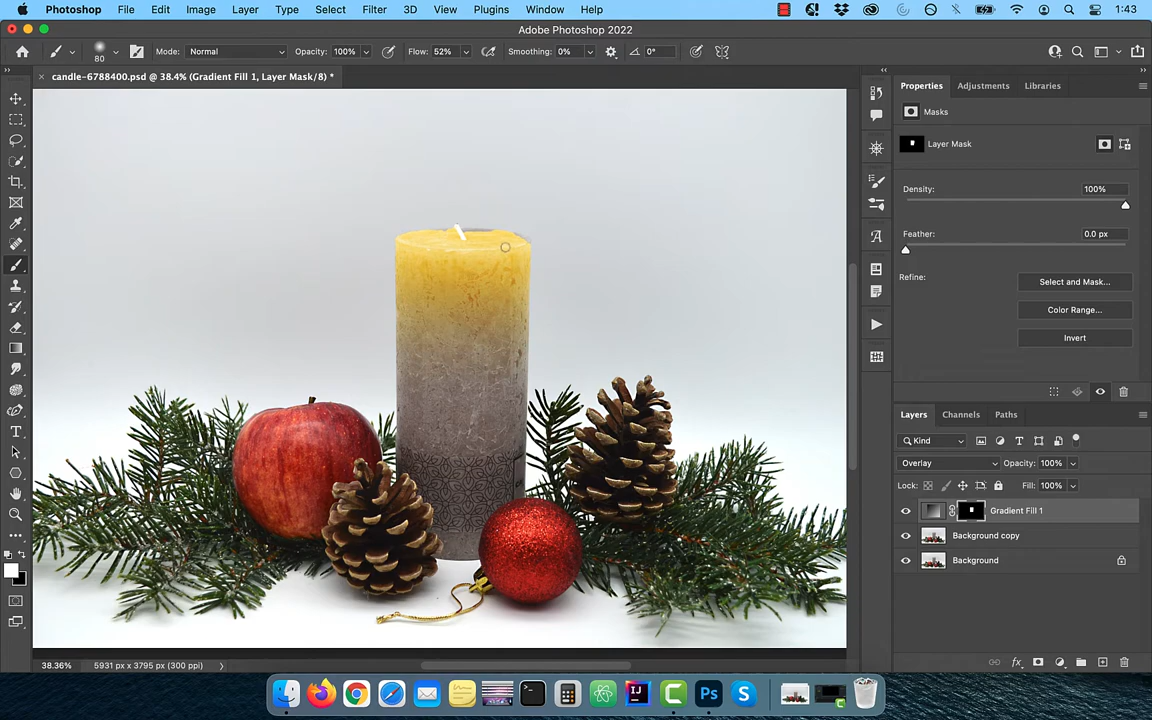 Photoshop File Edit Image Layer Type Select Filter 3D View Plugins Window Help 1:43
Adobe Photoshop 2022
80 Mode: Normal Opacity: 100% Flow: 52% Smoothing: 0% 0°
candle-6788400.psd @ 38.4% (Gradient Fill 1, Layer Mask/8) *
Properties Adjustments Libraries
Masks
Layer Mask
Density: 100%
Feather: 0.0 px
Refine: Select and Mask...
Color Range...
Invert
Layers Channels Paths
Kind
Overlay Opacity: 100%
Lock: Fill: 100%
Gradient Fill 1
Background copy
Background
38.36% 5931 px x 3795 px (300 ppi)